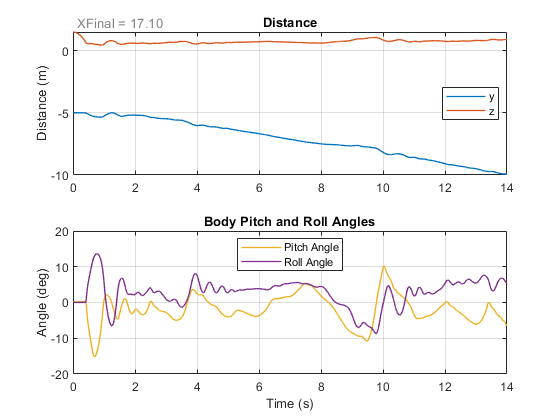 XFinal = 17.10
Distance
Distance (m)
0
-5
-10
y
z
0 2 4 6 8 10 12 14
Body Pitch and Roll Angles
Angle (deg)
20
10
0
-10
-20
Pitch Angle
Roll Angle
0 2 4 6 8 10 12 14
Time (s)